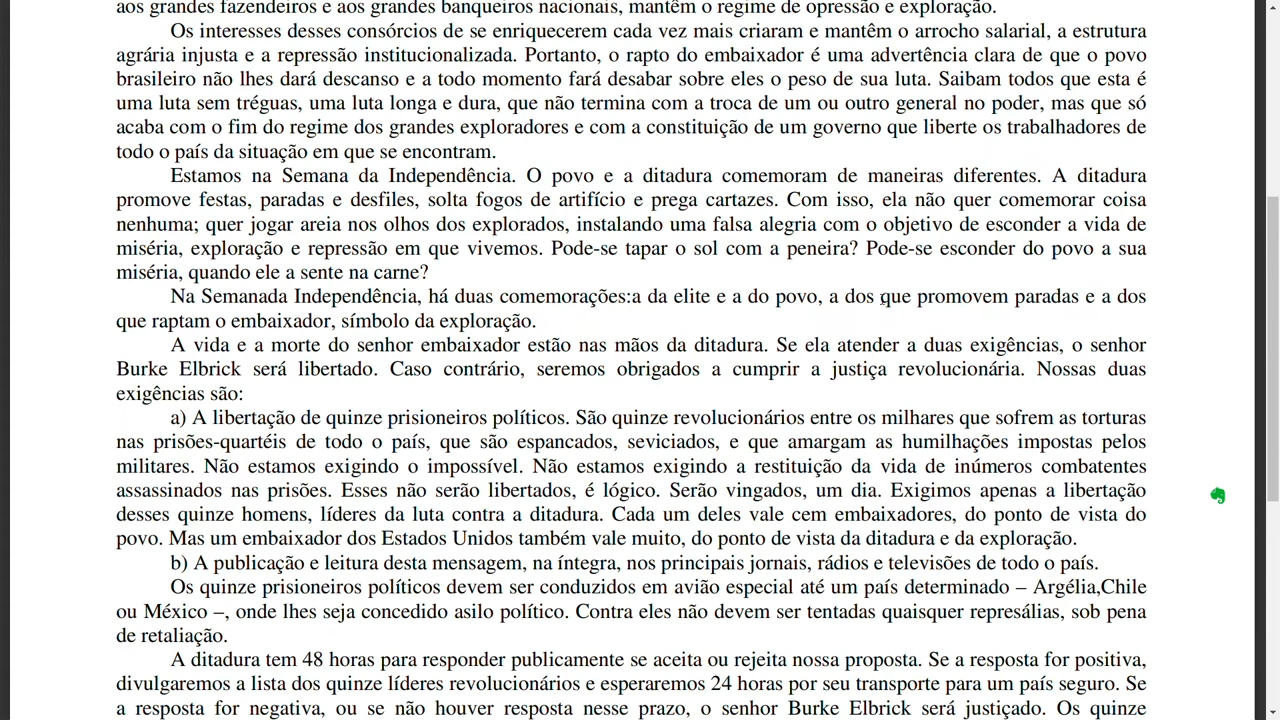 aos grandes fazendeiros e aos grandes banqueiros nacionais, mantêm o regime de opressão e exploração.
Os interesses desses consórcios de se enriquecerem cada vez mais criaram e mantêm o arrocho salarial, a estrutura
agrária injusta e a repressão institucionalizada. Portanto, o rapto do embaixador é uma advertência clara de que o povo
brasileiro não lhes dará descanso e a todo momento fará desabar sobre eles o peso de sua luta. Saibam todos que esta é
uma luta sem tréguas, uma luta longa e dura, que não termina com a troca de um ou outro general no poder, mas que só
acaba com o fim do regime dos grandes exploradores e com a constituição de um governo que liberte os trabalhadores de
todo o país da situação em que se encontram.
Estamos na Semana da Independência. O povo e a ditadura comemoram de maneiras diferentes. A ditadura
promove festas, paradas e desfiles, solta fogos de artifício e prega cartazes. Com isso, ela não quer comemorar coisa
nenhuma; quer jogar areia nos olhos dos explorados, instalando uma falsa alegria com o objetivo de esconder a vida de
miséria, exploração e repressão em que vivemos. Pode-se tapar o sol com a peneira? Pode-se esconder do povo a sua
miséria, quando ele a sente na carne?
Na Semanada Independência, há duas comemorações:a da elite e a do povo, a dos que promovem paradas e a dos
que raptam o embaixador, símbolo da exploração.
A vida e a morte do senhor embaixador estão nas mãos da ditadura. Se ela atender a duas exigências, o senhor
Burke Elbrick será libertado. Caso contrário, seremos obrigados a cumprir a justiça revolucionária. Nossas duas
exigências são:
a) A libertação de quinze prisioneiros políticos. São quinze revolucionários entre os milhares que sofrem as torturas
nas prisões-quartéis de todo o país, que são espancados, seviciados, e que amargam as humilhações impostas pelos
militares. Não estamos exigindo o impossível. Não estamos exigindo a restituição da vida de inúmeros combatentes
assassinados nas prisões. Esses não serão libertados, é lógico. Serão vingados, um dia. Exigimos apenas a libertação
desses quinze homens, líderes da luta contra a ditadura. Cada um deles vale cem embaixadores, do ponto de vista do
povo. Mas um embaixador dos Estados Unidos também vale muito, do ponto de vista da ditadura e da exploração.
b) A publicação e leitura desta mensagem, na íntegra, nos principais jornais, rádios e televisões de todo o país.
Os quinze prisioneiros políticos devem ser conduzidos em avião especial até um país determinado – Argélia,Chile
ou México –, onde lhes seja concedido asilo político. Contra eles não devem ser tentadas quaisquer represálias, sob pena
de retaliação.
A ditadura tem 48 horas para responder publicamente se aceita ou rejeita nossa proposta. Se a resposta for positiva,
divulgaremos a lista dos quinze líderes revolucionários e esperaremos 24 horas por seu transporte para um país seguro. Se
a resposta for negativa, ou se não houver resposta nesse prazo, o senhor Burke Elbrick será justiçado. Os quinze